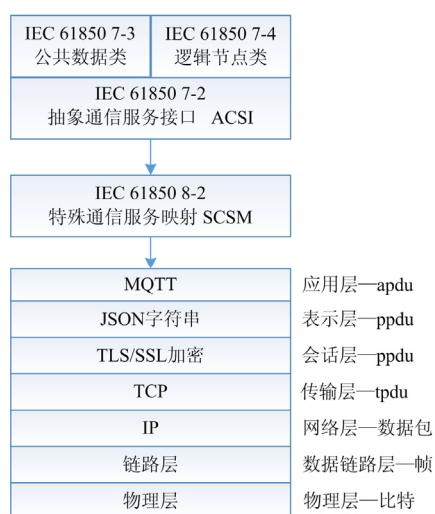 IEC 61850 7-3
公共数据类
IEC 61850 7-4
逻辑节点类
IEC 61850 7-2
抽象通信服务接口 ACSI
IEC 61850 8-2
特殊通信服务映射 SCSM
MQTT 应用层—apdu
JSON字符串 表示层—ppdu
TLS/SSL加密 会话层—ppdu
TCP 传输层—tpdu
IP 网络层—数据包
链路层 数据链路层—帧
物理层 物理层—比特